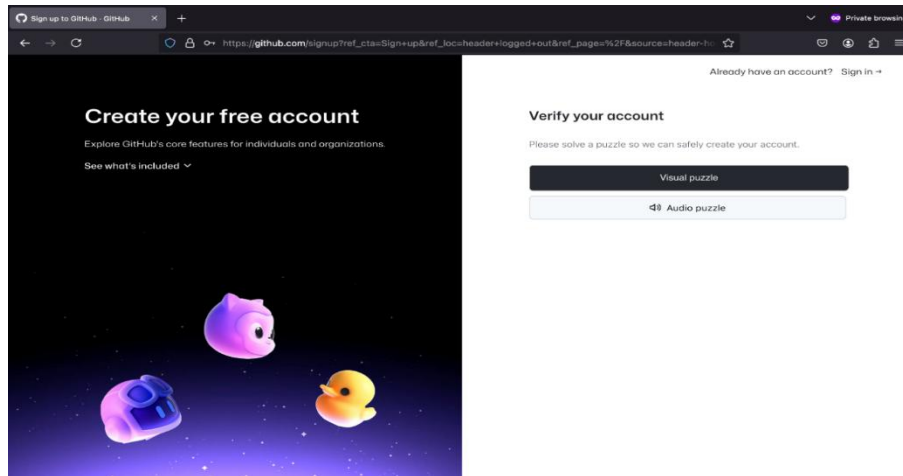 Sign up to GitHub · GitHub
Private browsin
https://github.com/signup?ref_cta=Sign+up&ref_loc=header+logged+out&ref_page=%2F&source=header-ho
Already have an account? Sign in →
Create your free account
Explore GitHub's core features for individuals and organizations.
See what's included
Verify your account
Please solve a puzzle so we can safely create your account.
Visual puzzle
Audio puzzle